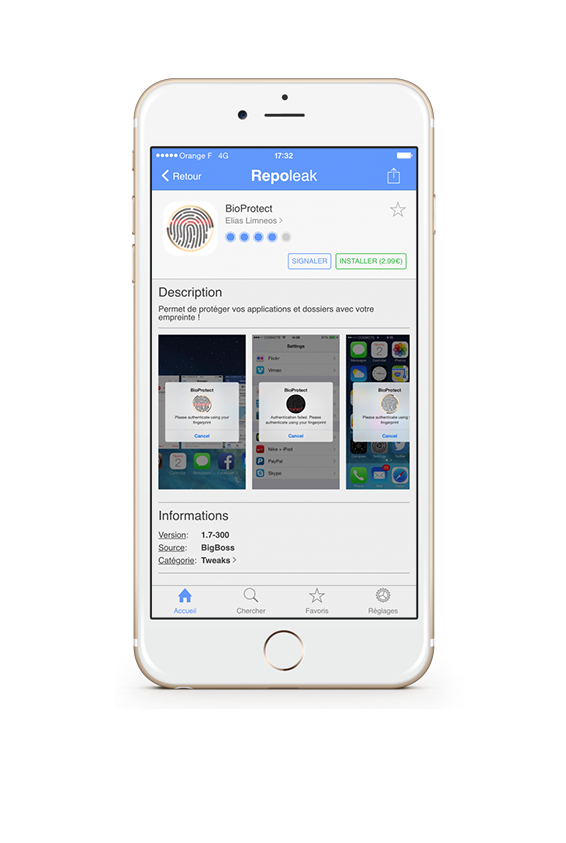 Orange F 4G 17:32
Retour Repoleak
BioProtect
Elias Limneos >
SIGNALER INSTALLER (2.99€)
Description
Permet de protéger vos applications et dossiers avec votre
empreinte !
BioProtect
Please authenticate using your
fingerprint
Cancel
Settings
Flickr
Vimeo
BioProtect
Authentication failed. Please
authenticate using your fingerprint
Cancel
Nike + iPod
PayPal
Skype
BioProtect
Please authenticate using
fingerprint
Cancel
Informations
Version: 1.7-300
Source: BigBoss
Catégorie: Tweaks >
Accueil Chercher Favoris Réglages